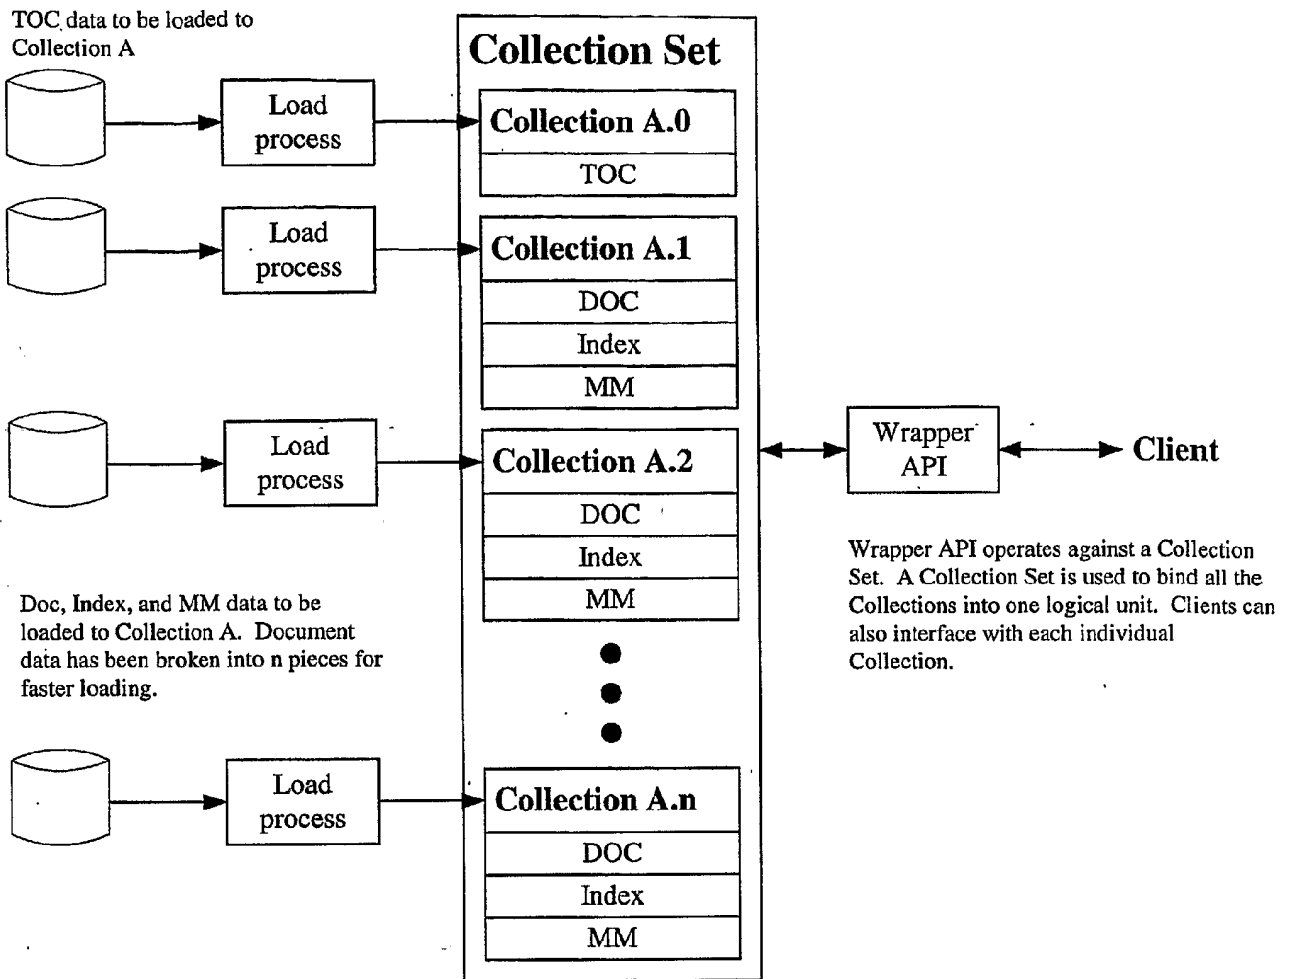 TOC data to be loaded to
Collection A
Load
process
Load
process
Load
process
Doc, Index, and MM data to be
loaded to Collection A. Document
data has been broken into n pieces for
faster loading.
Load
process
Collection Set
Collection A.0
TOC
Collection A.1
DOC
Index
MM
Collection A.2
DOC
Index
MM
Collection A.n
DOC
Index
MM
Wrapper
API
Client
Wrapper API operates against a Collection
Set. A Collection Set is used to bind all the
Collections into one logical unit. Clients can
also interface with each individual
Collection.